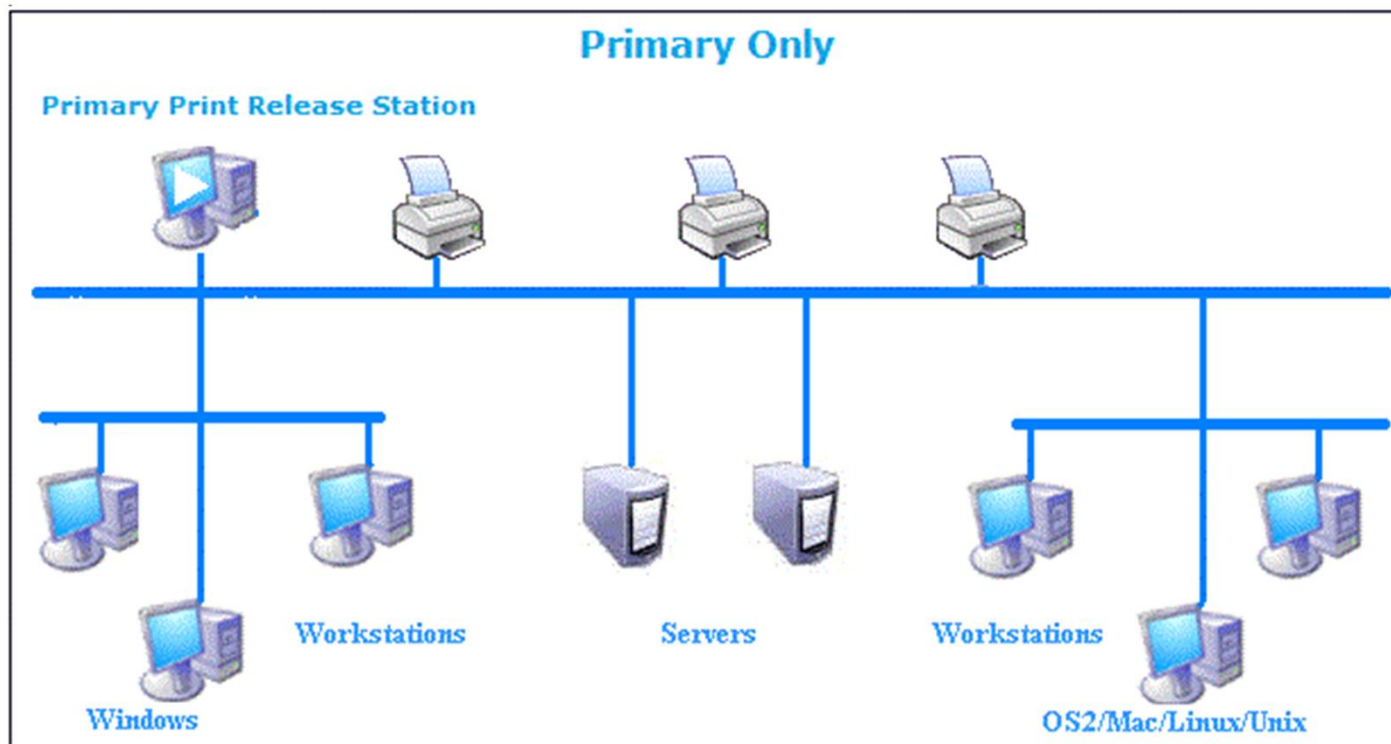 Primary Only
Primary Print Release Station
Workstations
Servers
Workstations
Windows
OS2/Mac/Linux/Unix